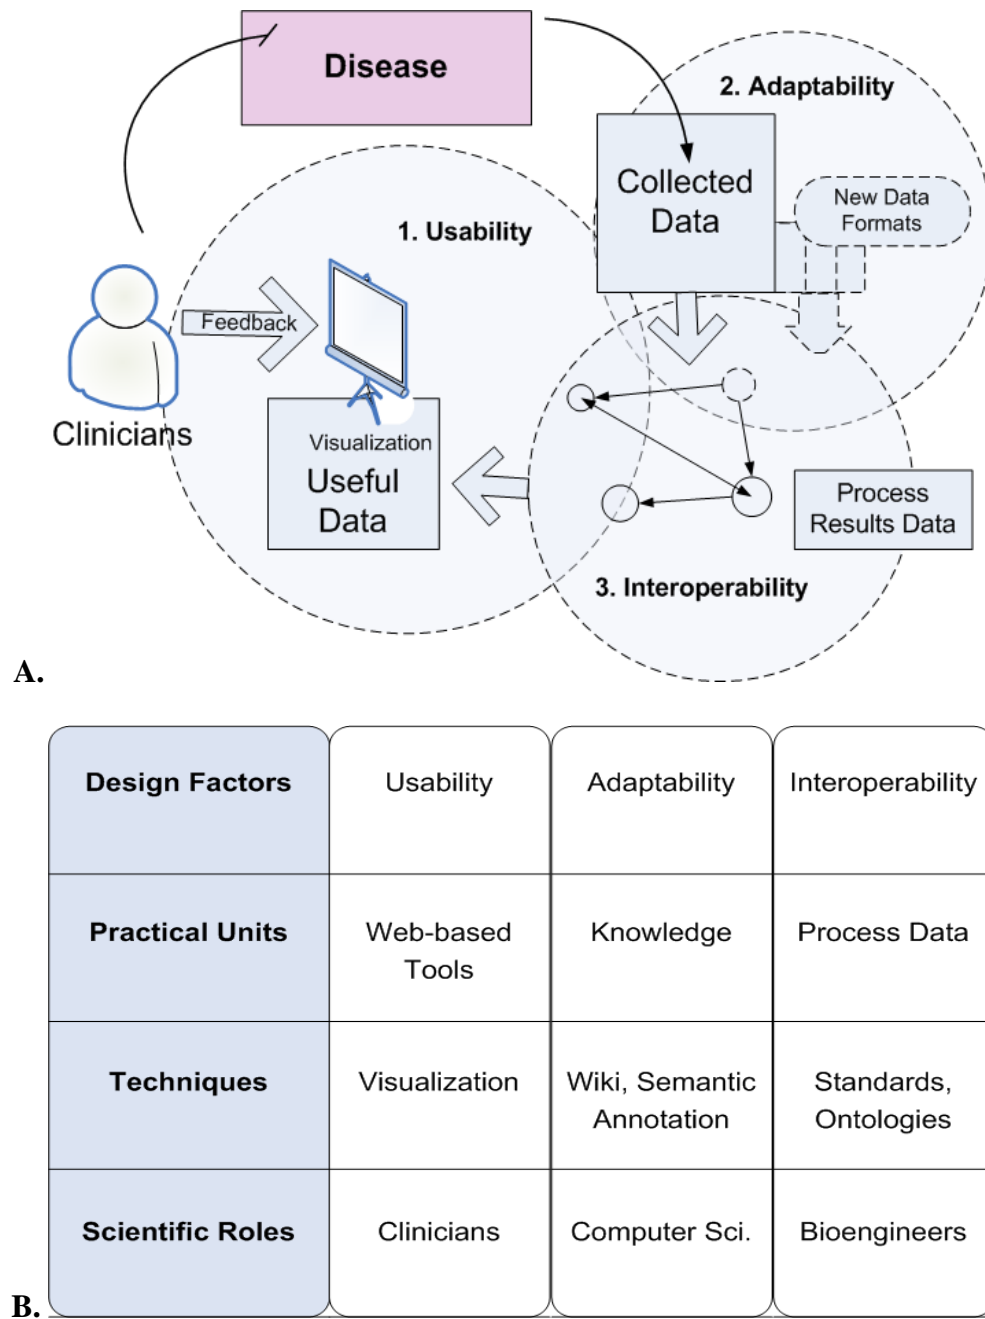 Disease
2. Adaptability
Collected
Data
New Data
Formats
1. Usability
Feedback
Clinicians
Visualization
Useful
Data
Process
Results Data
3. Interoperability
A.
Design Factors
Usability
Adaptability
Interoperability
Practical Units
Web-based
Tools
Knowledge
Process Data
Techniques
Visualization
Wiki, Semantic
Annotation
Standards,
Ontologies
Scientific Roles
Clinicians
Computer Sci.
Bioengineers
B.